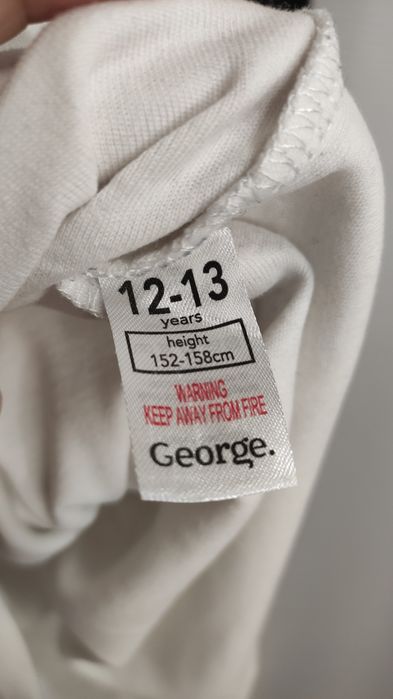 12-13
years
height
152-158cm
WARNING
KEEP AWAY FROM FIRE
George.